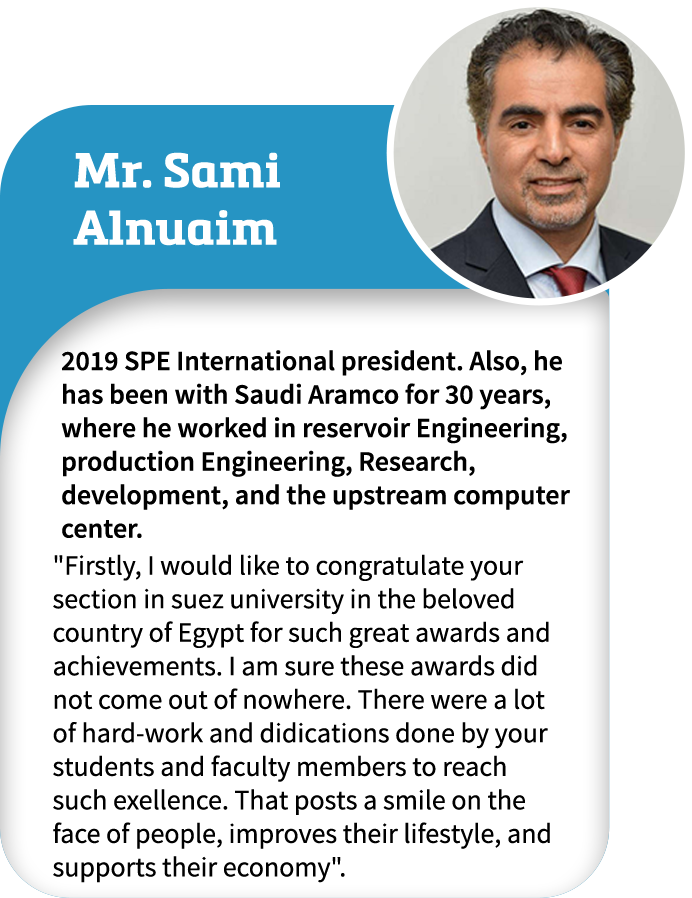 Mr. Sami
Alnuaim
2019 SPE International president. Also, he
has been with Saudi Aramco for 30 years,
where he worked in reservoir Engineering,
production Engineering, Research,
development, and the upstream computer
center.
"Firstly, I would like to congratulate your
section in suez university in the beloved
country of Egypt for such great awards and
achievements. I am sure these awards did
not come out of nowhere. There were a lot
of hard-work and didications done by your
students and faculty members to reach
such exellence. That posts a smile on the
face of people, improves their lifestyle, and
supports their economy".